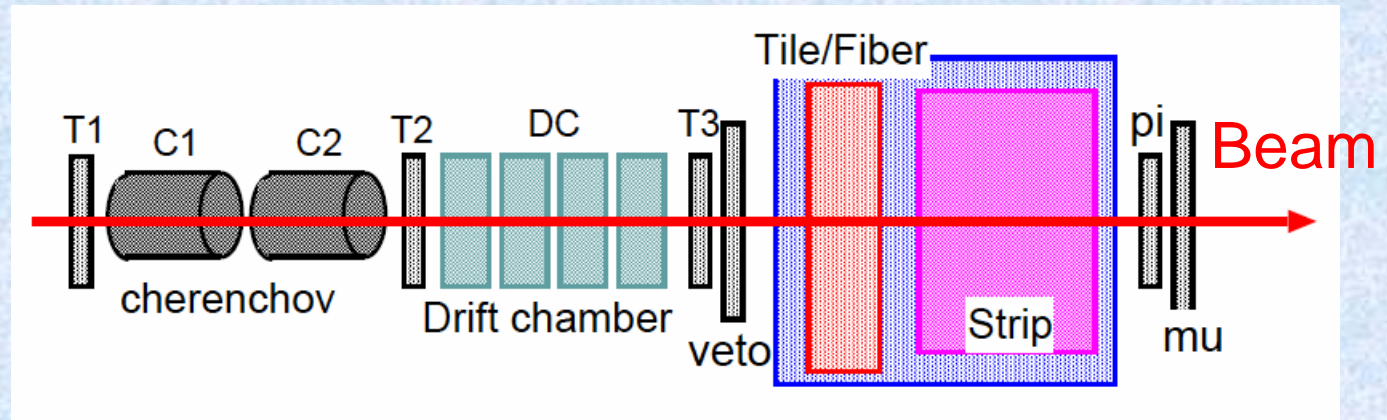 T1
C1
C2
T2
DC
T3
Tile/Fiber
pi
Beam
cherenchov
Drift chamber
veto
Strip
mu